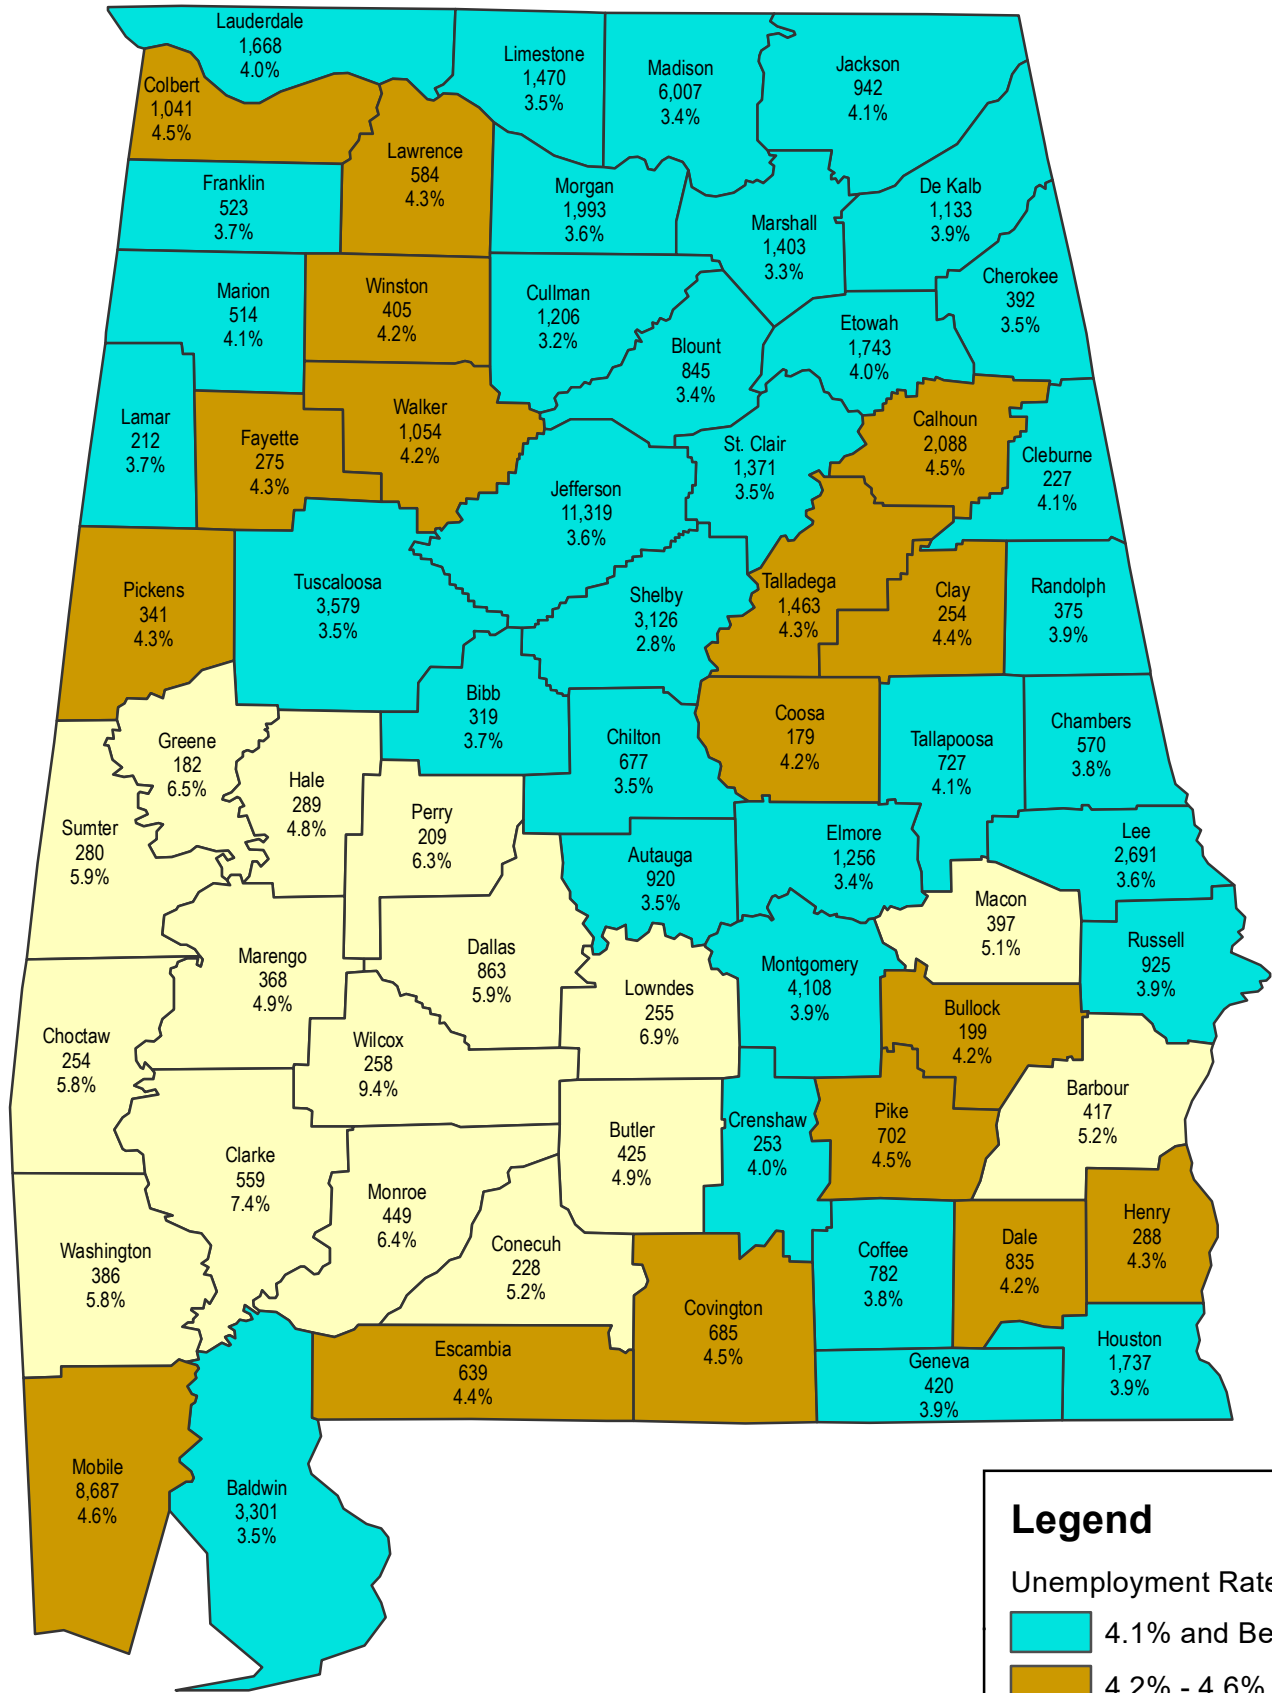 Lauderdale
1,668
4.0%
Limestone
1,470
3.5%
Madison
6,007
3.4%
Jackson
942
4.1%
Colbert
1,041
4.5%
Lawrence
584
4.3%
Franklin
523
3.7%
Morgan
1,993
3.6%
Marshall
1,403
3.3%
De Kalb
1,133
3.9%
Cherokee
392
3.5%
Marion
514
4.1%
Winston
405
4.2%
Cullman
1,206
3.2%
Blount
845
3.4%
Etowah
1,743
4.0%
Lamar
212
3.7%
Fayette
275
4.3%
Walker
1,054
4.2%
Jefferson
11,319
3.6%
St. Clair
1,371
3.5%
Calhoun
2,088
4.5%
Cleburne
227
4.1%
Pickens
341
4.3%
Tuscaloosa
3,579
3.5%
Shelby
3,126
2.8%
Talladega
1,463
4.3%
Clay
254
4.4%
Randolph
375
3.9%
Greene
182
6.5%
Hale
289
4.8%
Bibb
319
3.7%
Chilton
677
3.5%
Coosa
179
4.2%
Tallapoosa
727
4.1%
Chambers
570
3.8%
Sumter
280
5.9%
Perry
209
6.3%
Autauga
920
3.5%
Elmore
1,256
3.4%
Lee
2,691
3.6%
Macon
397
5.1%
Russell
925
3.9%
Marengo
368
4.9%
Dallas
863
5.9%
Lowndes
255
6.9%
Montgomery
4,108
3.9%
Bullock
199
4.2%
Choctaw
254
5.8%
Wilcox
258
9.4%
Barbour
417
5.2%
Clarke
559
7.4%
Butler
425
4.9%
Crenshaw
253
4.0%
Pike
702
4.5%
Monroe
449
6.4%
Conecuh
228
5.2%
Washington
386
5.8%
Coffee
782
3.8%
Dale
835
4.2%
Henry
288
4.3%
Covington
685
4.5%
Escambia
639
4.4%
Geneva
420
3.9%
Houston
1,737
3.9%
Mobile
8,687
4.6%
Baldwin
3,301
3.5%
Legend
Unemployment Rate
4.1% and Be
4.2% - 4.6%